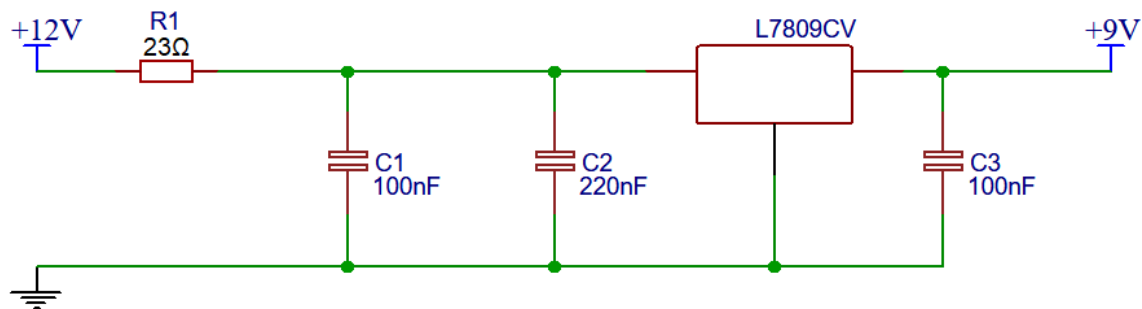 +12V
R1
23Ω
L7809CV
+9V
C1
100nF
C2
220nF
C3
100nF